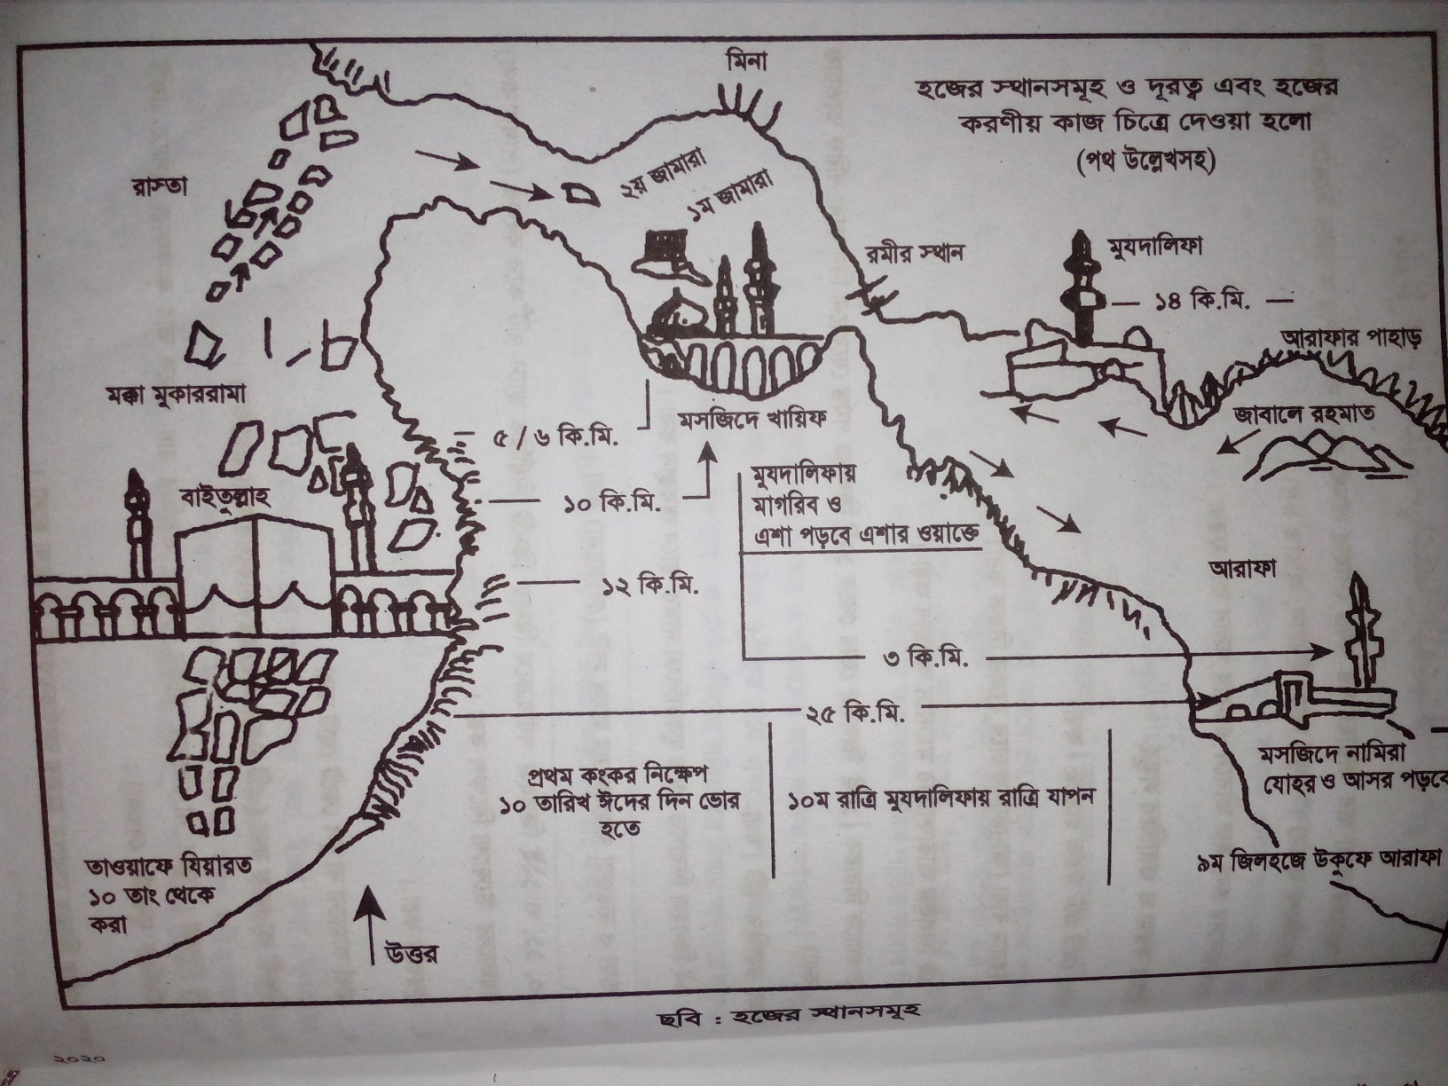 মিনা
হজ্বের স্থানসমূহ ও দূরত্ব এবং হজ্বের
করণীয় কাজ চিত্রে দেওয়া হলো
(পথ উল্লেখসহ)
রাস্তা
২য় জামারা
১ম জামারা
রমীর স্থান
মুযদালিফা
১৪ কি.মি.
আরাফার পাহাড়
মক্কা মুকাররামা
জাবালে রহমাত
মসজিদে খায়িফ
৫ / ৬ কি.মি.
বাইতুল্লাহ
১০ কি.মি.
মুযদালিফায়
মাগরিব ও
এশা পড়বে এশার ওয়াক্তে
১২ কি.মি.
আরাফা
৩ কি.মি.
২৫ কি.মি.
মসজিদে নামিরা
যোহর ও আসর পড়বে
প্রথম কংকর নিক্ষেপ
১০ তারিখ ঈদের দিন ভোর
হতে
১০ম রাত্রি মুযদালিফায় রাত্রি যাপন
৯ম জিলহজ্বে উকূফে আরাফা
তাওয়াফে যিয়ারত
১০ তাং থেকে
করা
উত্তর
ছবি : হজ্বের স্থানসমূহ
২০২০